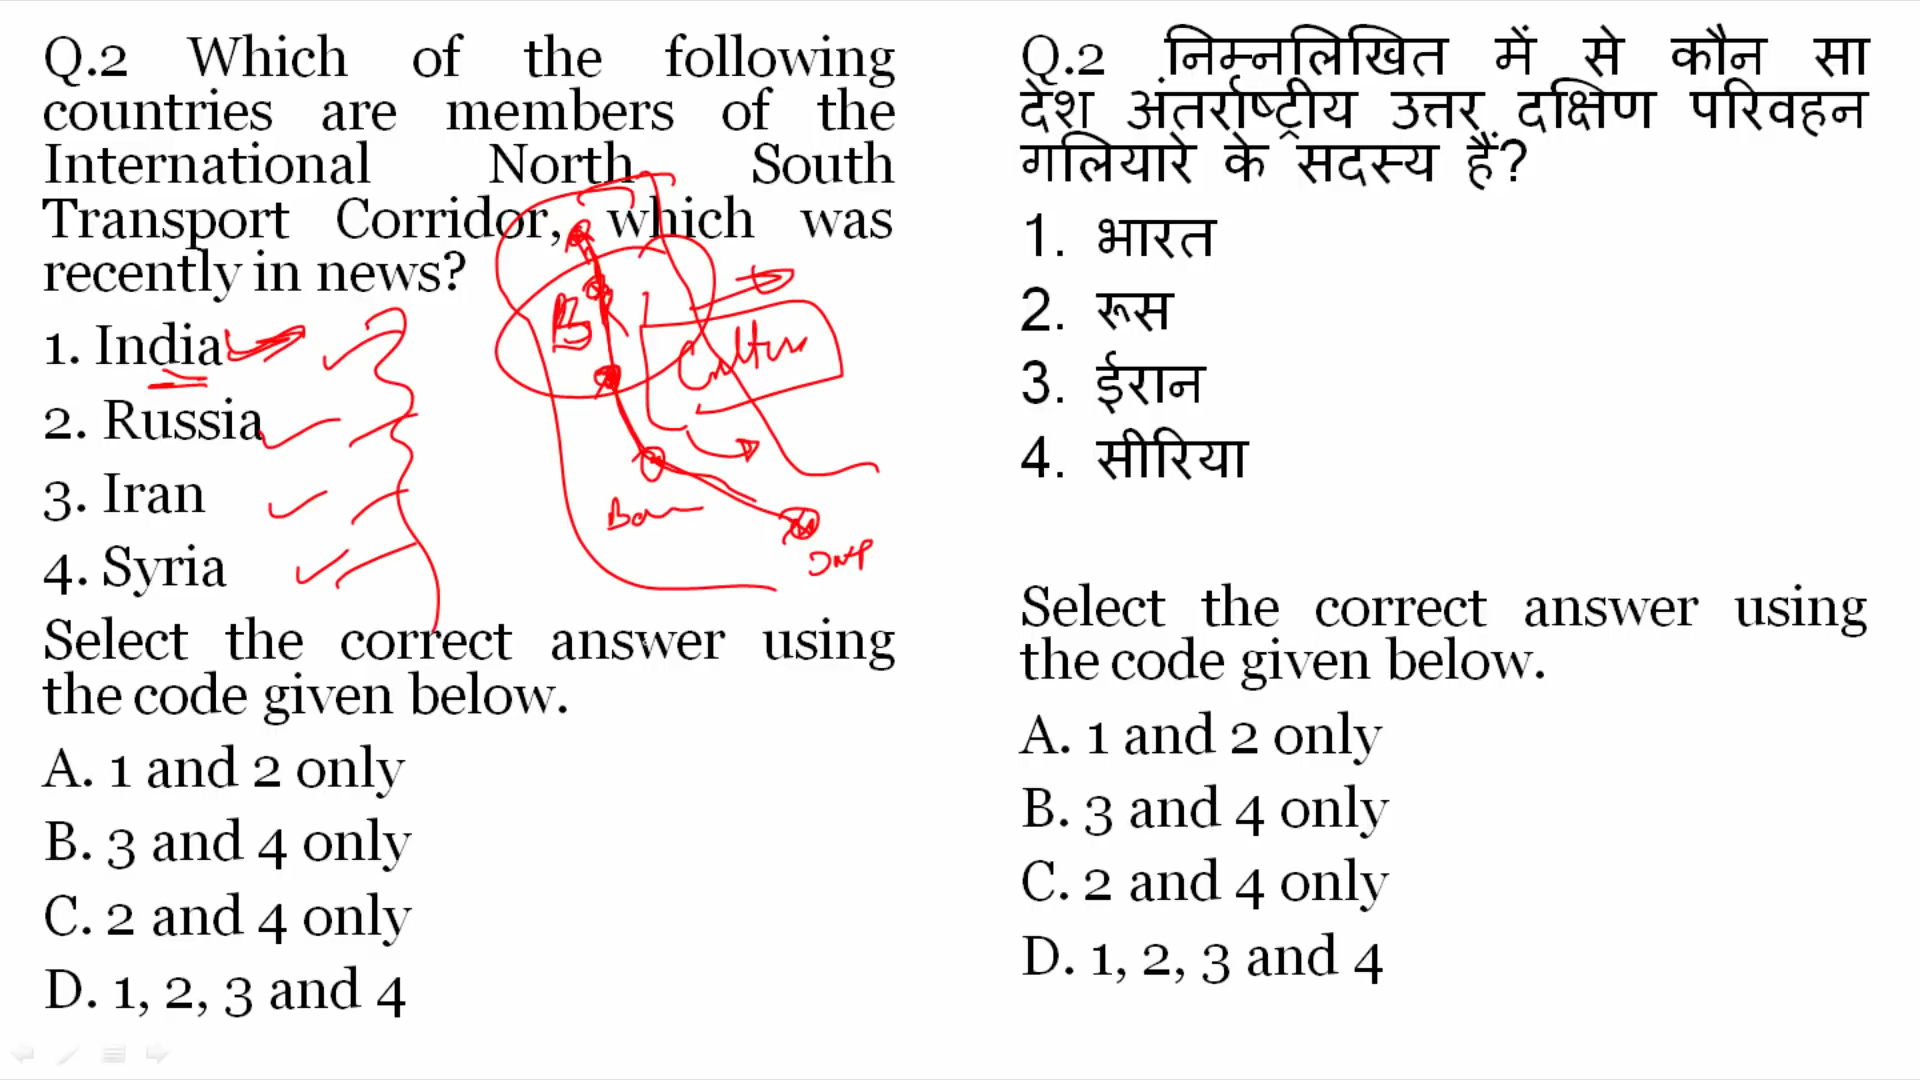 Q.2 Which of the following
countries are members of the
International North South
Transport Corridor, which was
recently in news?
1. India
2. Russia
3. Iran
4. Syria
Select the correct answer using
the code given below.
A. 1 and 2 only
B. 3 and 4 only
C. 2 and 4 only
D. 1, 2, 3 and 4
Q.2 निम्नलिखित में से कौन सा
देश अंतर्राष्ट्रीय उत्तर दक्षिण परिवहन
गलियारे के सदस्य हैं?
1. भारत
2. रूस
3. ईरान
4. सीरिया
Select the correct answer using
the code given below.
A. 1 and 2 only
B. 3 and 4 only
C. 2 and 4 only
D. 1, 2, 3 and 4